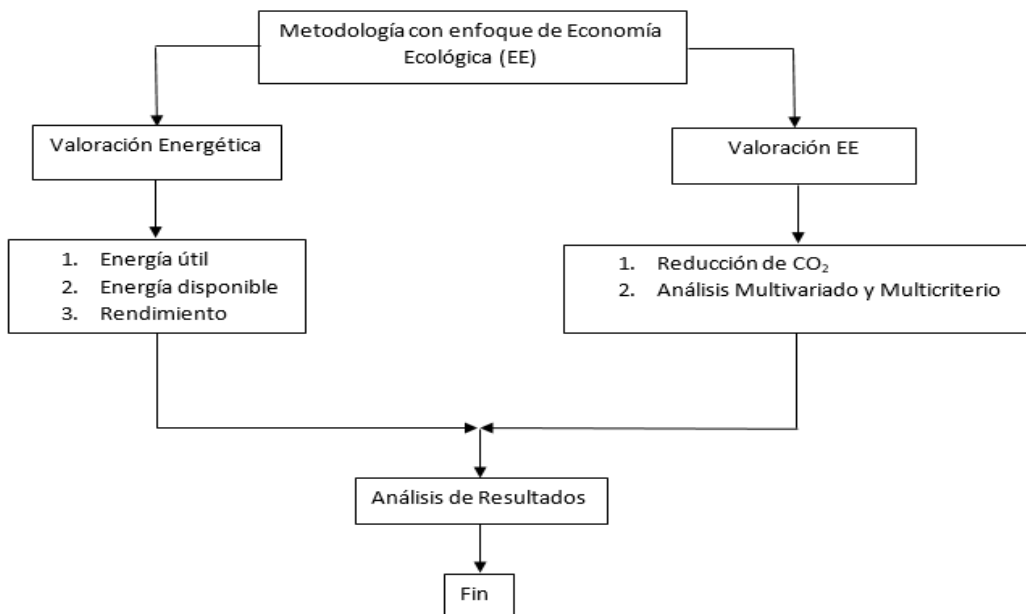 Metodología con enfoque de Economía
Ecológica (EE)
Valoración Energética
Valoración EE
1. Energía útil
2. Energía disponible
3. Rendimiento
1. Reducción de CO₂
2. Análisis Multivariado y Multicriterio
Análisis de Resultados
Fin